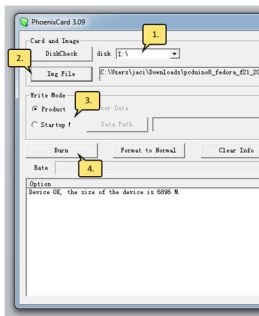 PhoenixCard 3.09
Card and Image
1.
DiskCheck disk I:\
2.
Img File C:\Users\jaci\Downloads\pcduino8_fedora_f21_20
Write Mode
3.
Product User Data
Startup Data Path
Burn Format to Normal Clear Info
4.
Rate
Option
Device OK, the size of the device is 6896 M.